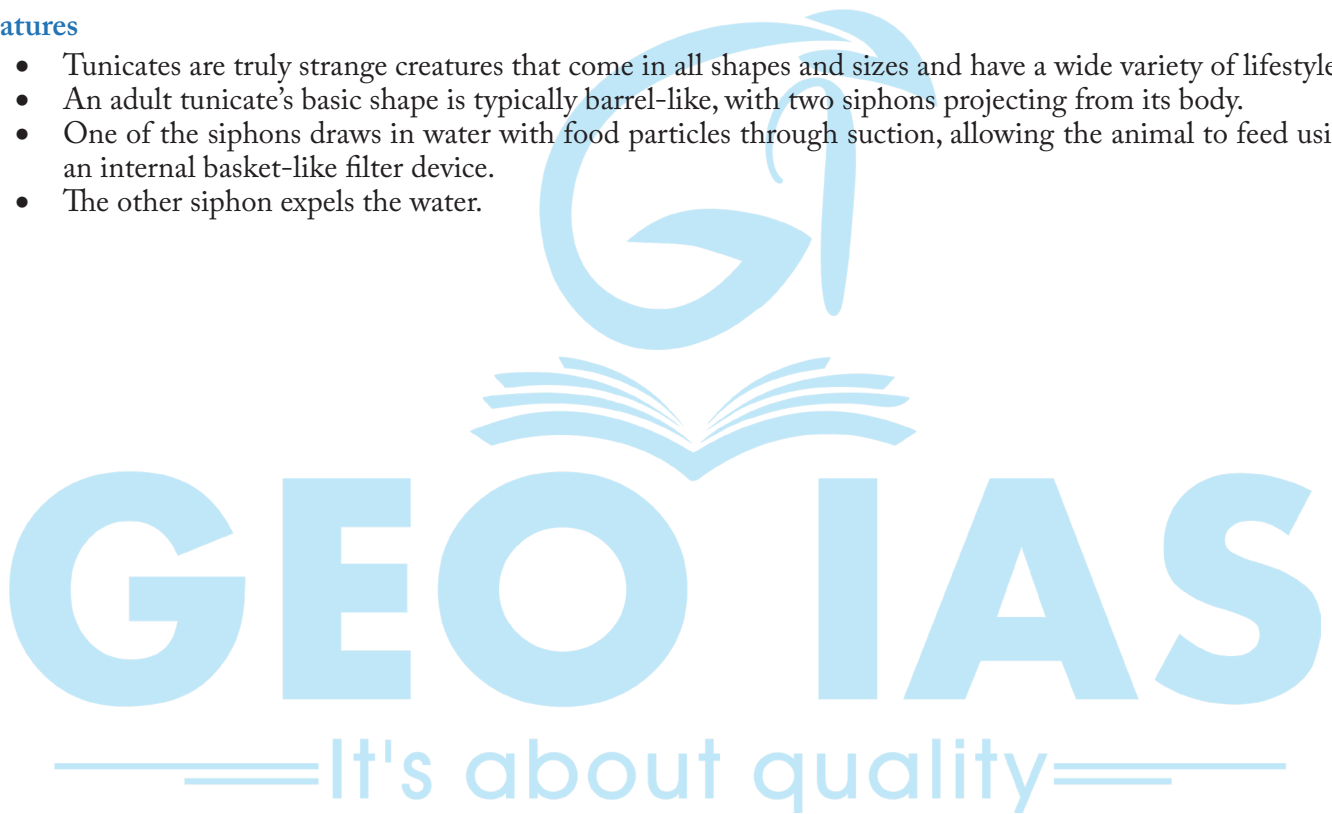 atures
• Tunicates are truly strange creatures that come in all shapes and sizes and have a wide variety of lifestyle
• An adult tunicate's basic shape is typically barrel-like, with two siphons projecting from its body.
• One of the siphons draws in water with food particles through suction, allowing the animal to feed usi
an internal basket-like filter device.
• The other siphon expels the water.
GEO IAS
It's about quality